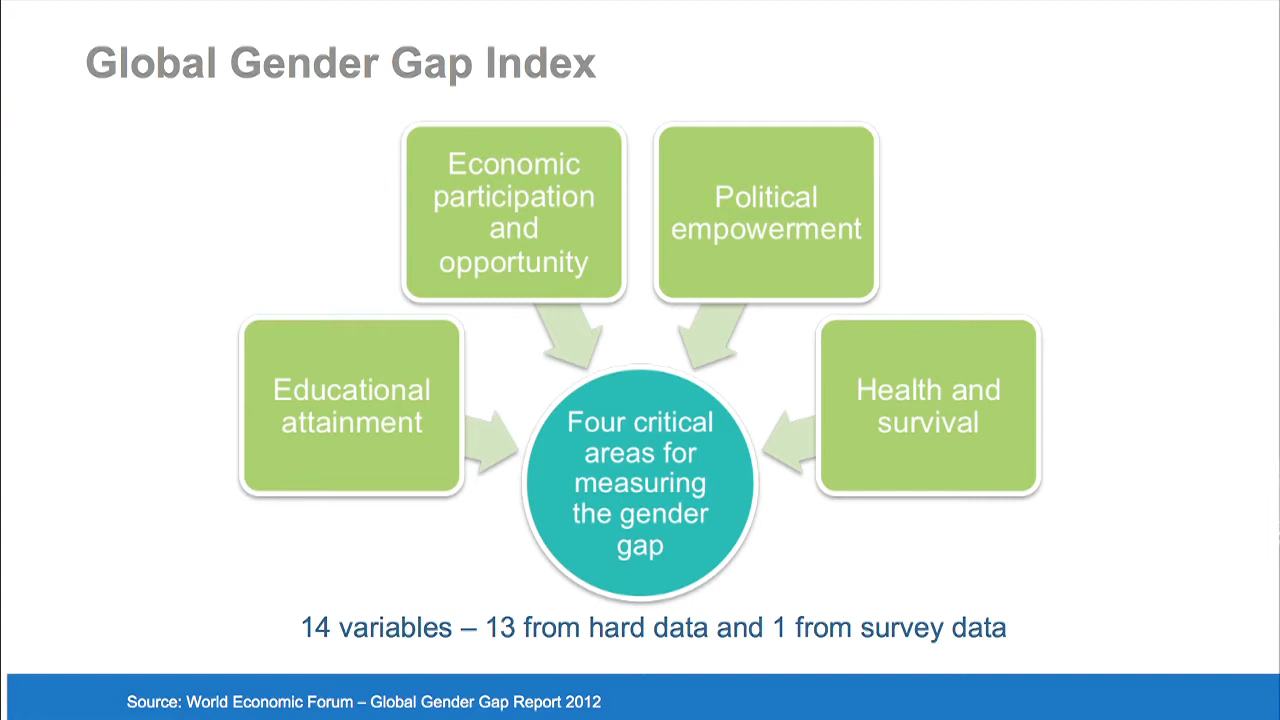 Global Gender Gap Index
Economic
participation
and
opportunity
Political
empowerment
Educational
attainment
Health and
survival
Four critical
areas for
measuring
the gender
gap
14 variables – 13 from hard data and 1 from survey data
Source: World Economic Forum – Global Gender Gap Report 2012